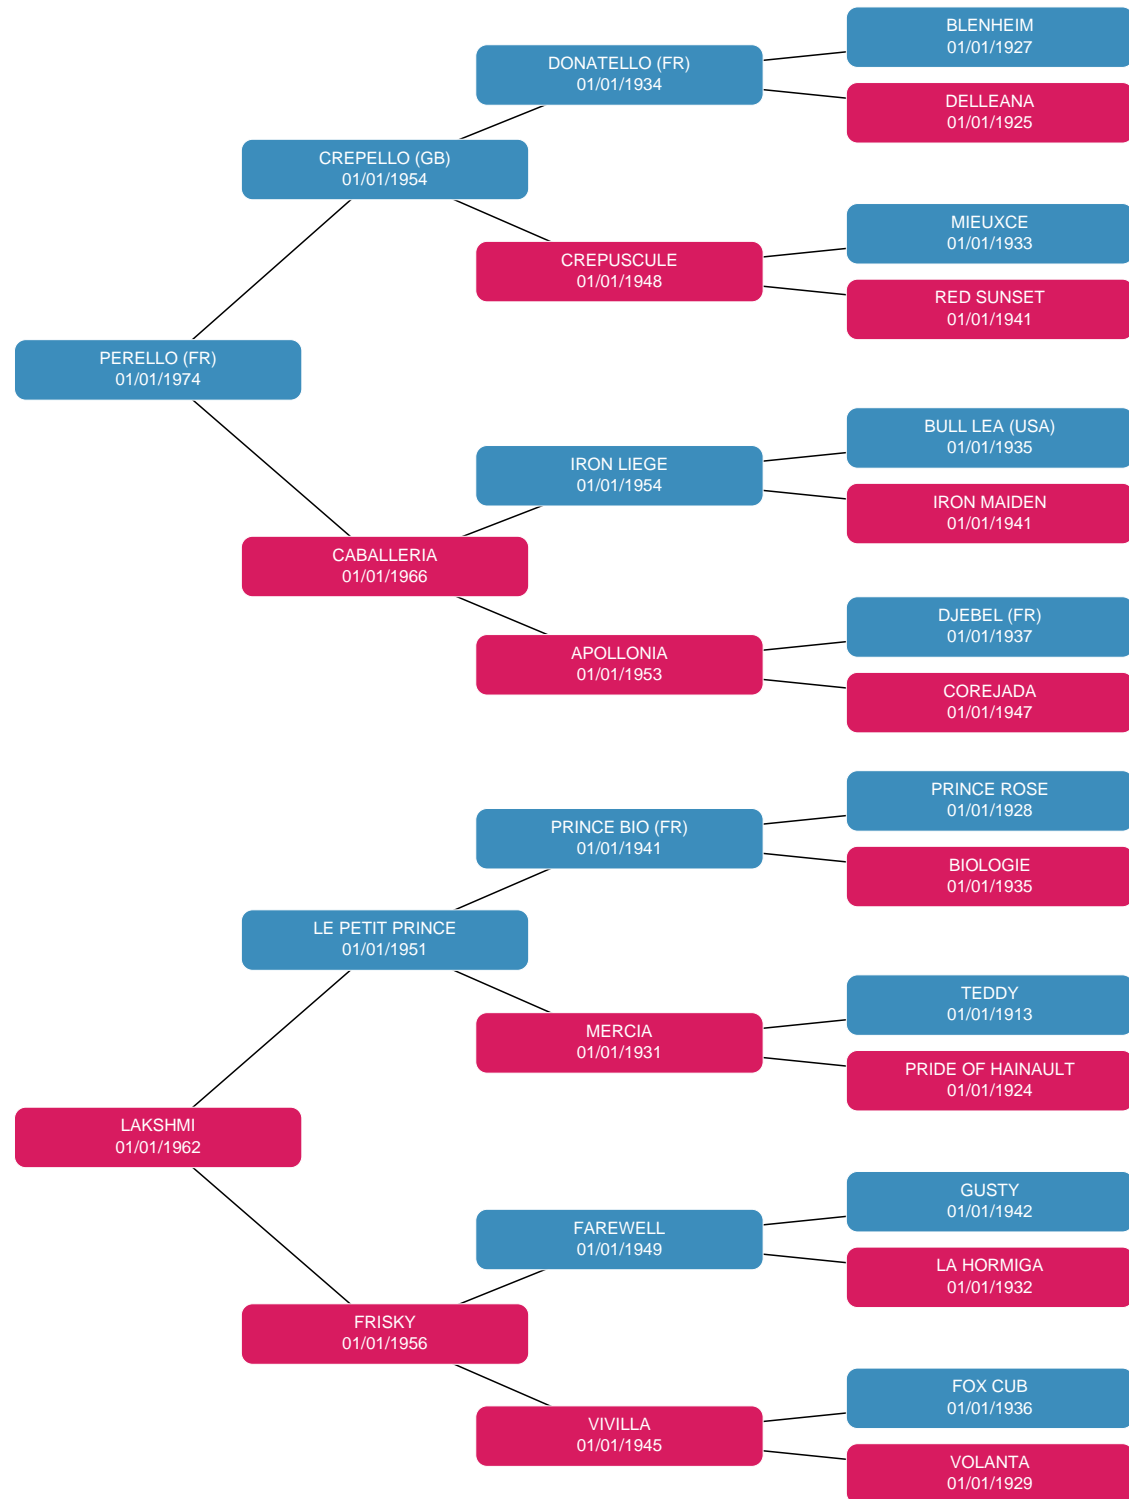 BLENHEIM
01/01/1927
DONATELLO (FR)
01/01/1934
DELLEANA
01/01/1925
CREPELLO (GB)
01/01/1954
MIEUXCE
01/01/1933
CREPUSCULE
01/01/1948
RED SUNSET
01/01/1941
PERELLO (FR)
01/01/1974
BULL LEA (USA)
01/01/1935
IRON LIEGE
01/01/1954
IRON MAIDEN
01/01/1941
CABALLERIA
01/01/1966
DJEBEL (FR)
01/01/1937
APOLLONIA
01/01/1953
COREJADA
01/01/1947
PRINCE ROSE
01/01/1928
PRINCE BIO (FR)
01/01/1941
BIOLOGIE
01/01/1935
LE PETIT PRINCE
01/01/1951
TEDDY
01/01/1913
MERCIA
01/01/1931
PRIDE OF HAINAULT
01/01/1924
LAKSHMI
01/01/1962
GUSTY
01/01/1942
FAREWELL
01/01/1949
LA HORMIGA
01/01/1932
FRISKY
01/01/1956
FOX CUB
01/01/1936
VIVILLA
01/01/1945
VOLANTA
01/01/1929